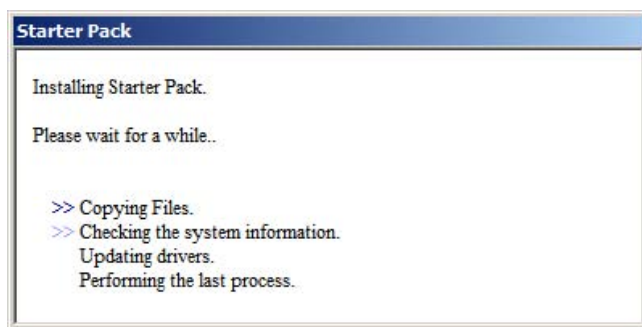 Starter Pack
Installing Starter Pack.
Please wait for a while..
>> Copying Files.
>> Checking the system information.
Updating drivers.
Performing the last process.